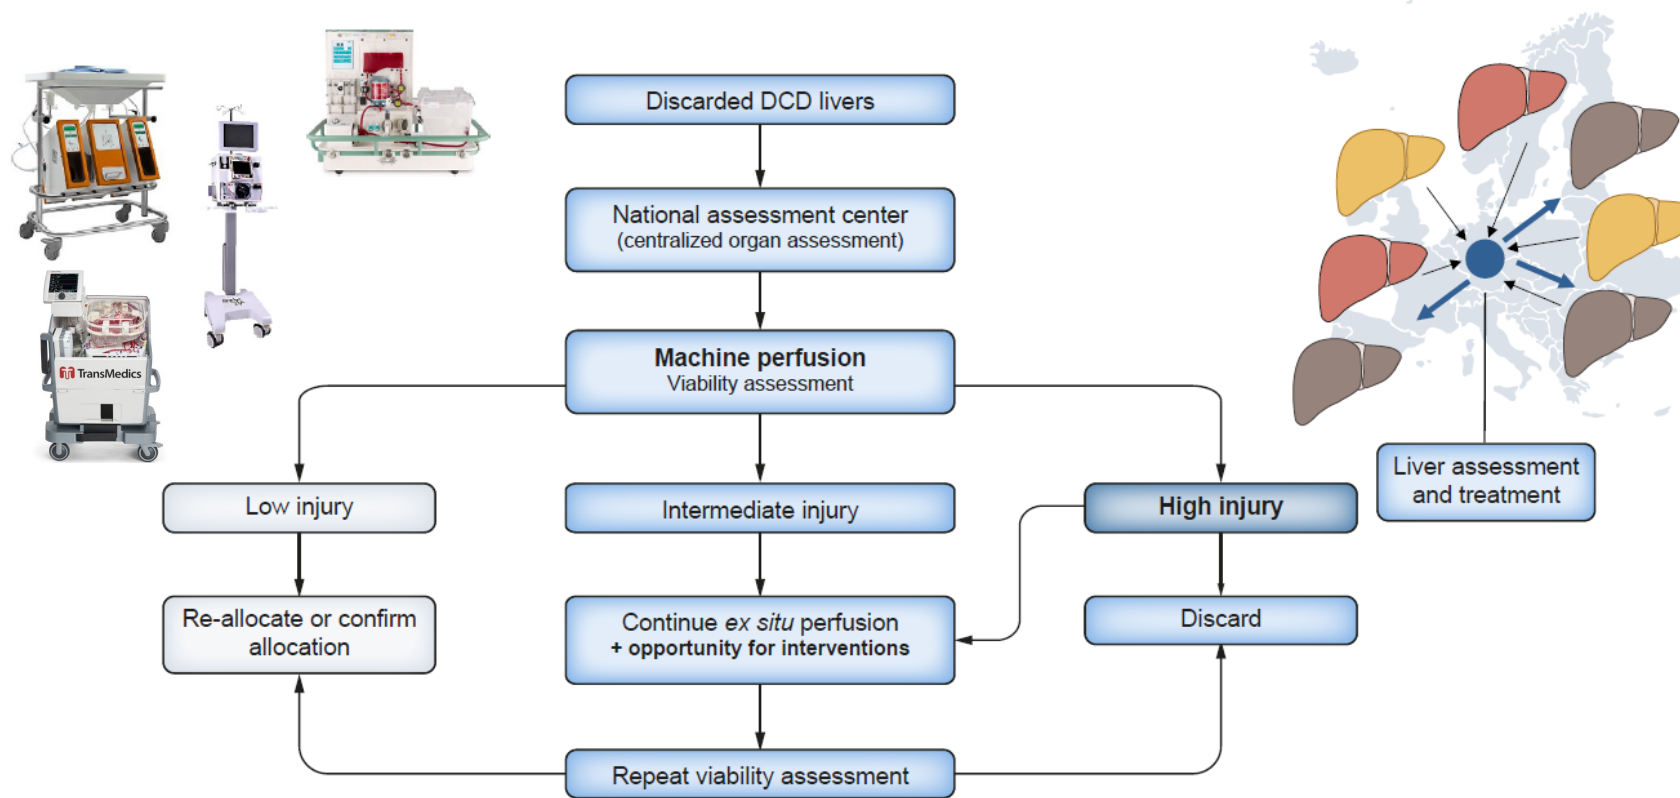 Discarded DCD livers
National assessment center
(centralized organ assessment)
Machine perfusion
Viability assessment
TransMedics
Low injury
Intermediate injury
High injury
Liver assessment
and treatment
Re-allocate or confirm
allocation
Continue ex situ perfusion
+ opportunity for interventions
Discard
Repeat viability assessment